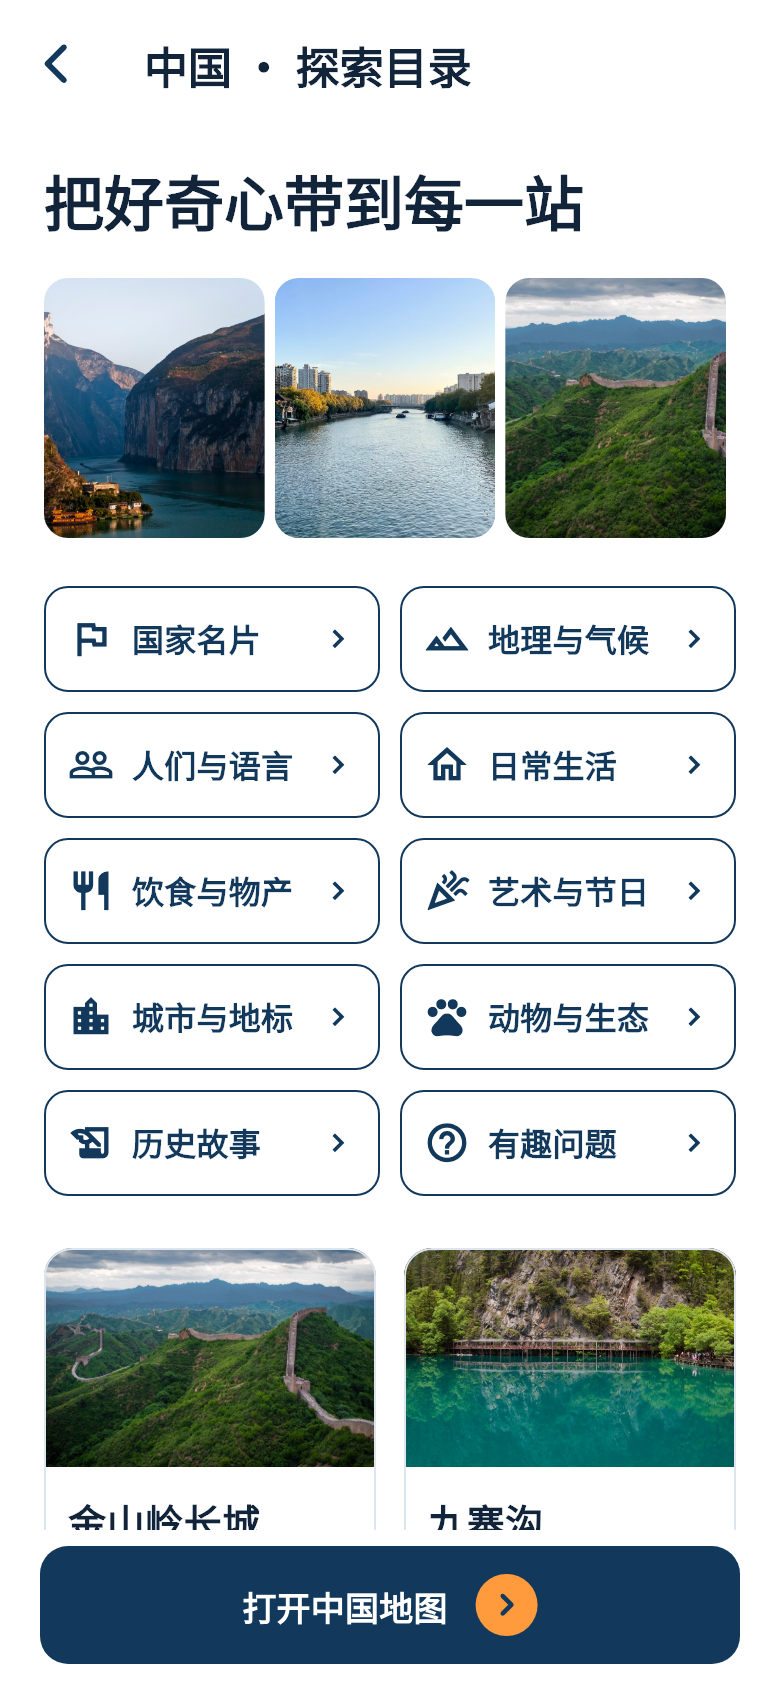 中国 · 探索目录
把好奇心带到每一站
国家名片
地理与气候
人们与语言
日常生活
饮食与物产
艺术与节日
城市与地标
动物与生态
历史故事
有趣问题
金山岭长城
九寨沟
打开中国地图